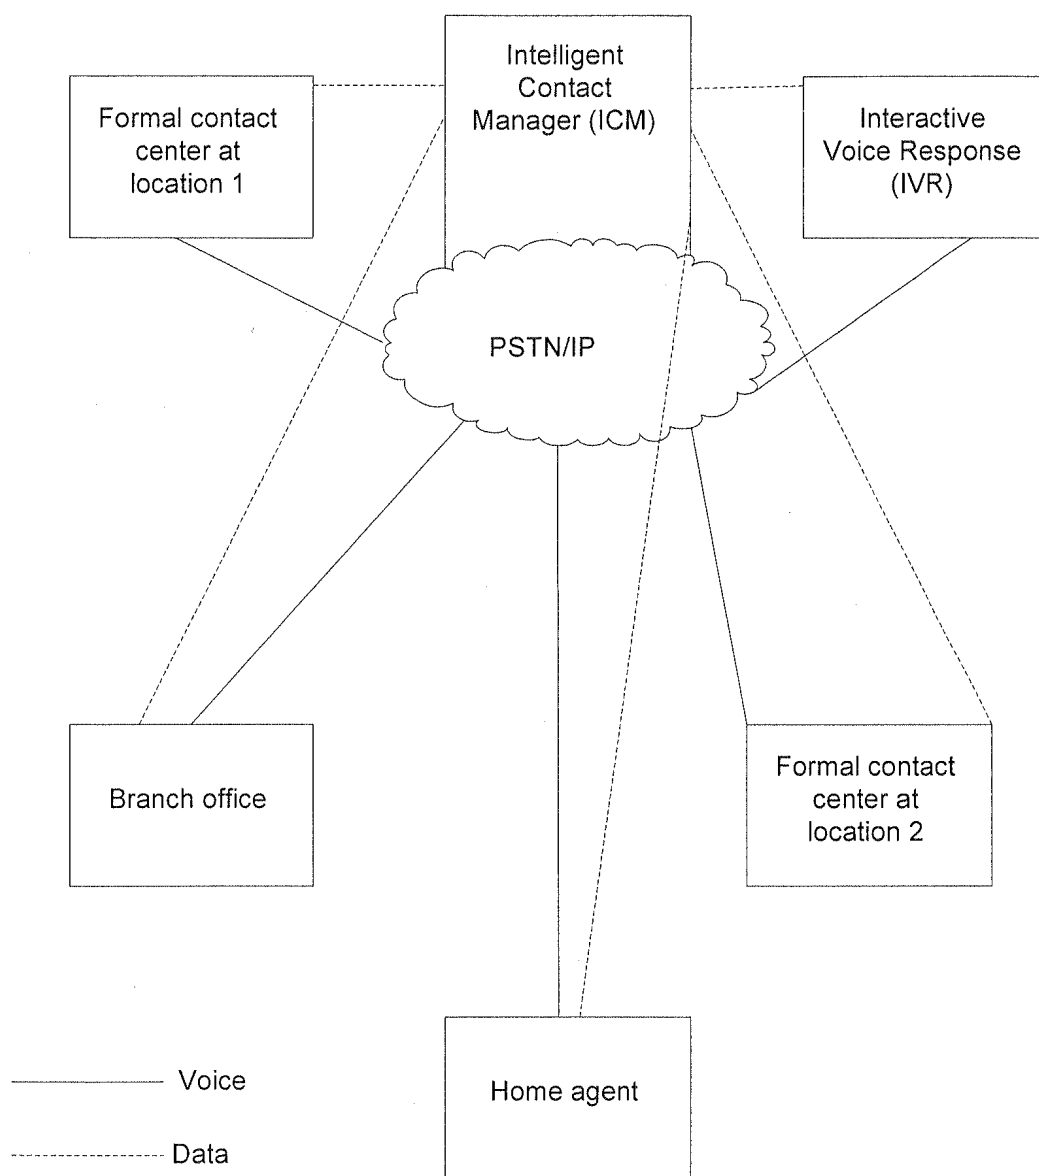 Intelligent
Contact
Manager (ICM)
Formal contact
center at
location 1
Interactive
Voice Response
(IVR)
PSTN/IP
Branch office
Formal contact
center at
location 2
Home agent
Voice
Data